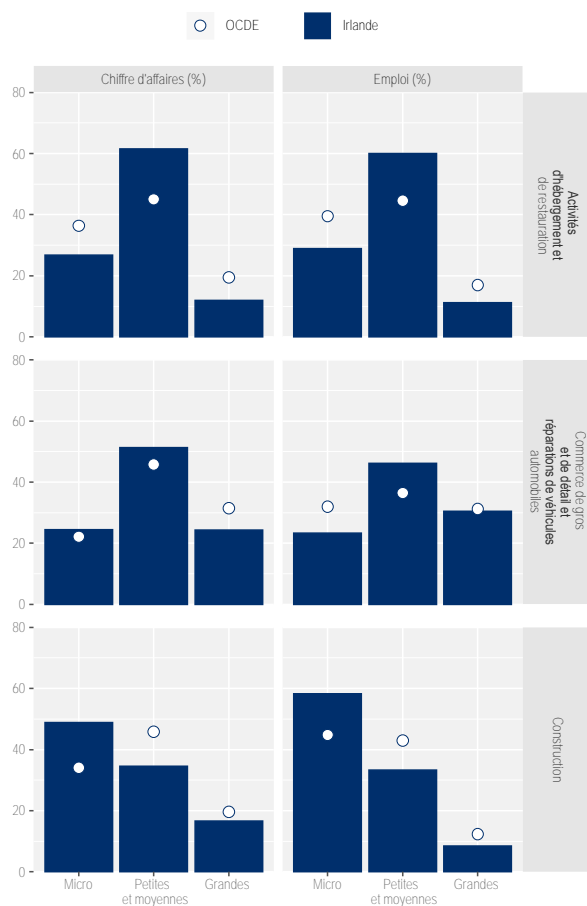 OCDE
Irlande
Chiffre d'affaires (%)
Emploi (%)
80
60
40
20
0
Activités
d'hébergement et
de restauration
80
60
40
20
0
Commerce de gros
et de détail et
réparations de véhicules
automobiles
80
60
40
20
0
Construction
Micro
Petites
et moyennes
Grandes
Micro
Petites
et moyennes
Grandes